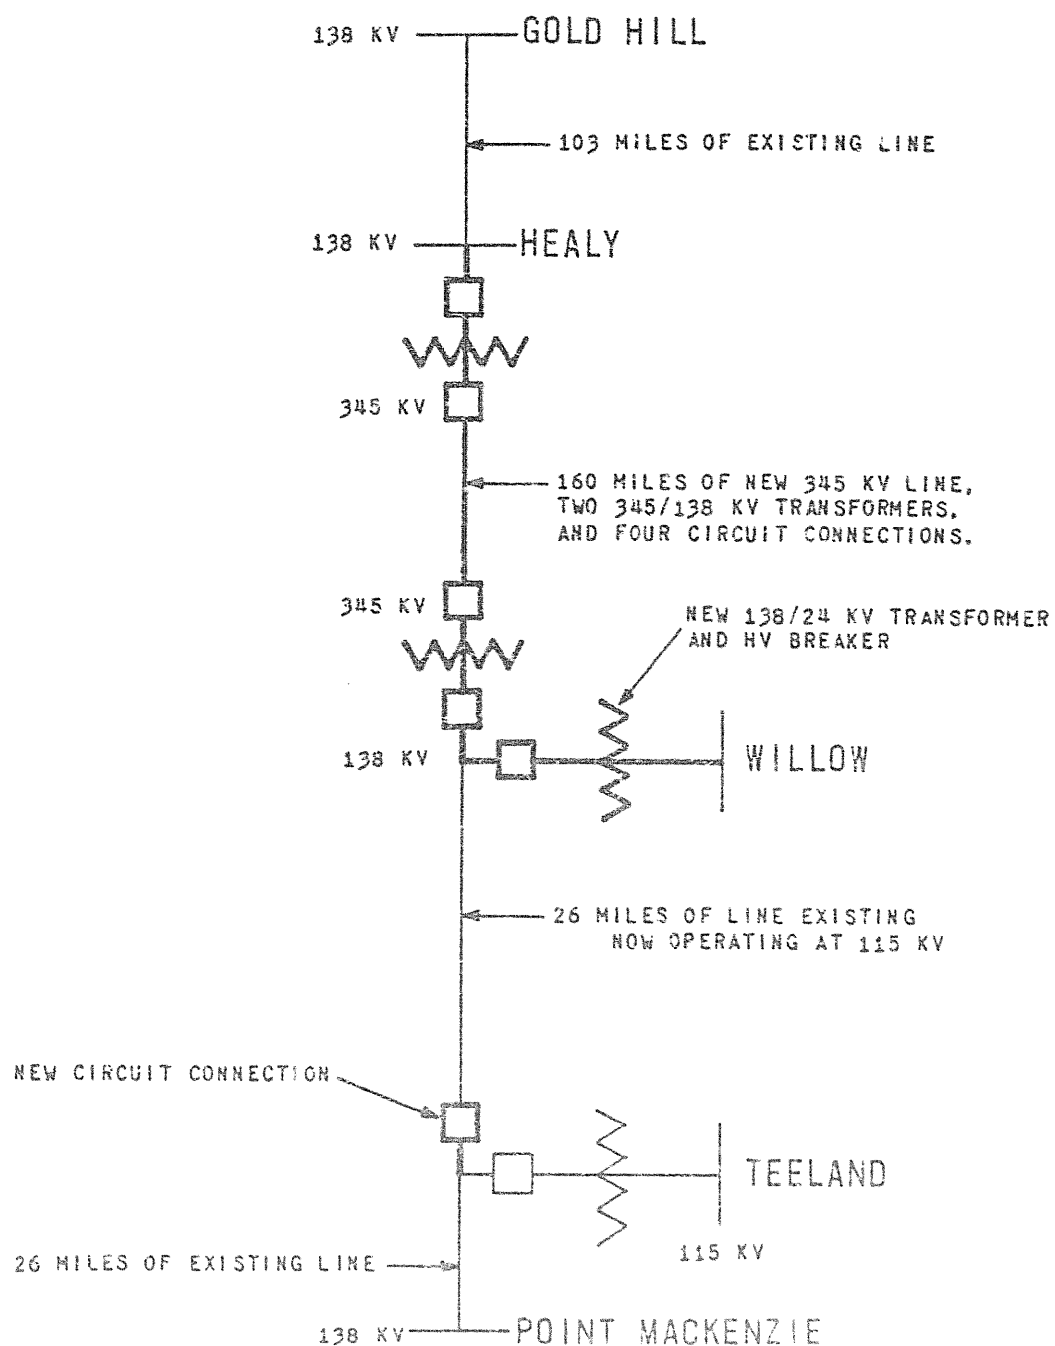 138 KV
GOLD HILL
103 MILES OF EXISTING LINE
138 KV
HEALY
345 KV
160 MILES OF NEW 345 KV LINE,
TWO 345/138 KV TRANSFORMERS,
AND FOUR CIRCUIT CONNECTIONS.
345 KV
NEW 138/24 KV TRANSFORMER
AND HV BREAKER
138 KV
WILLOW
26 MILES OF LINE EXISTING
NOW OPERATING AT 115 KV
NEW CIRCUIT CONNECTION
TEELAND
115 KV
26 MILES OF EXISTING LINE
138 KV
POINT MACKENZIE